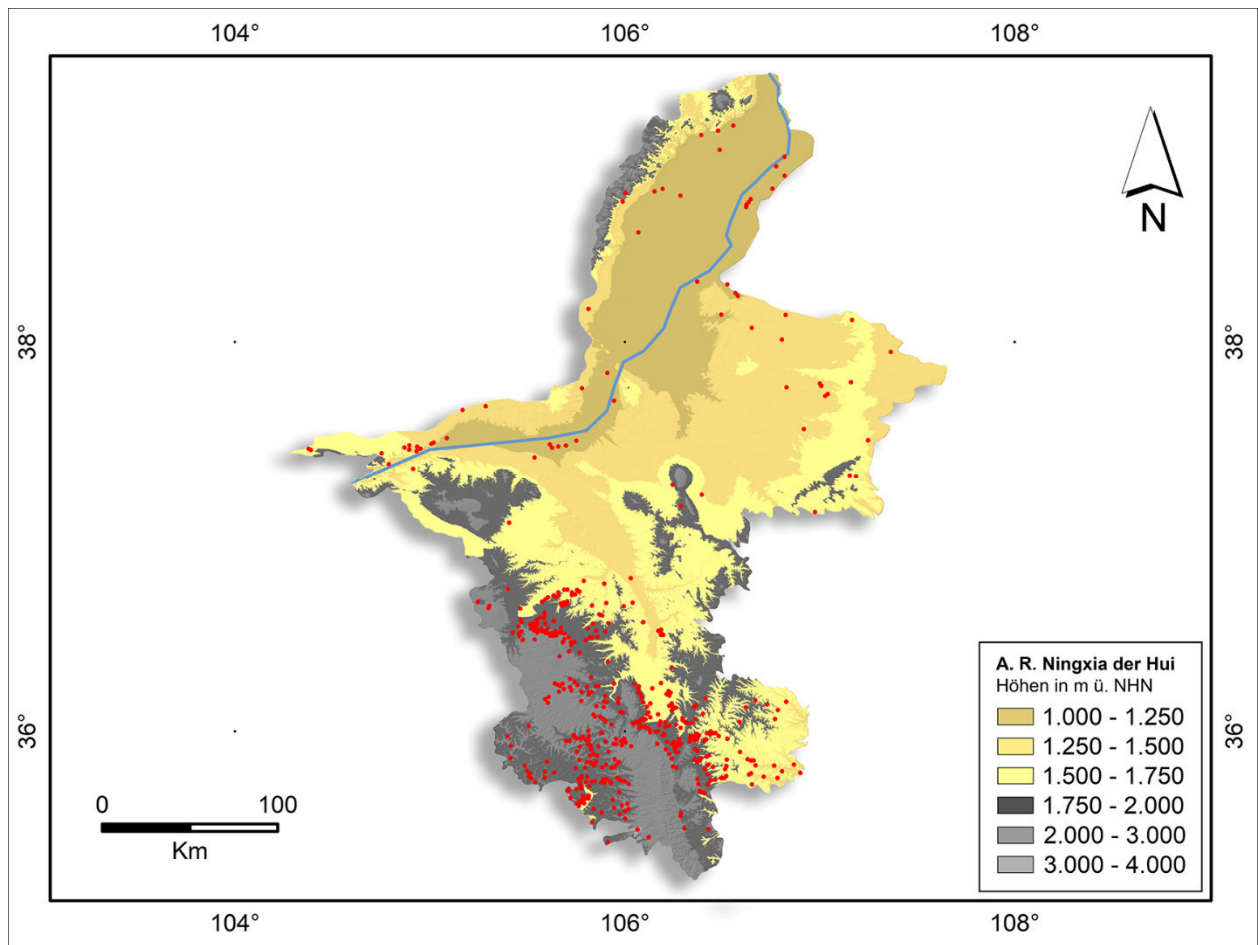 104° 106° 108°
38° 38°
N
36° 36°
A. R. Ningxia der Hui
Höhen in m ü. NHN
1.000 - 1.250
1.250 - 1.500
1.500 - 1.750
1.750 - 2.000
2.000 - 3.000
3.000 - 4.000
0 100
Km
104° 106° 108°